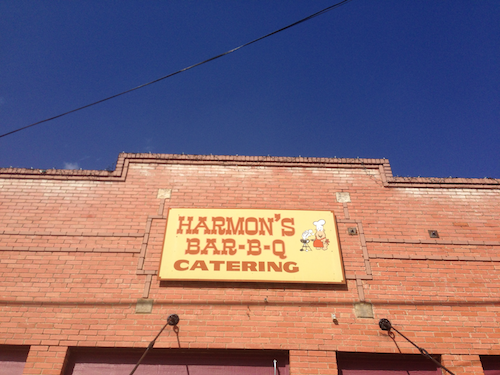 HARMON'S
BAR-B-Q
CATERING